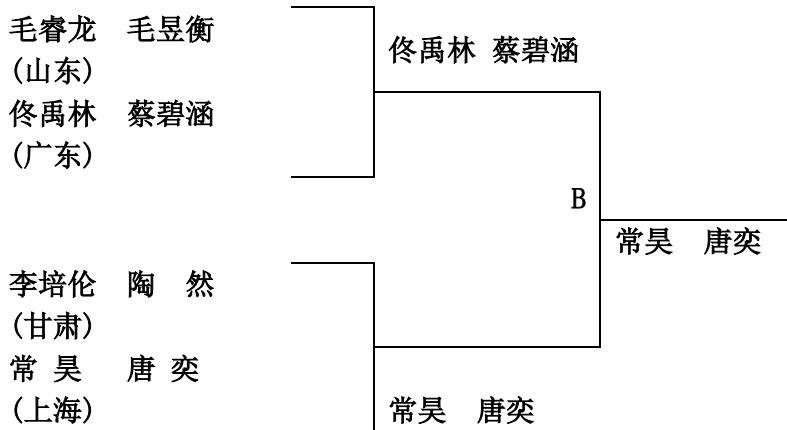 毛睿龙 毛昱衡
(山东)
佟禹林 蔡碧涵
佟禹林 蔡碧涵
(广东)
B
常昊 唐奕
李培伦 陶 然
(甘肃)
常 昊 唐 奕
(上海)
常昊 唐奕